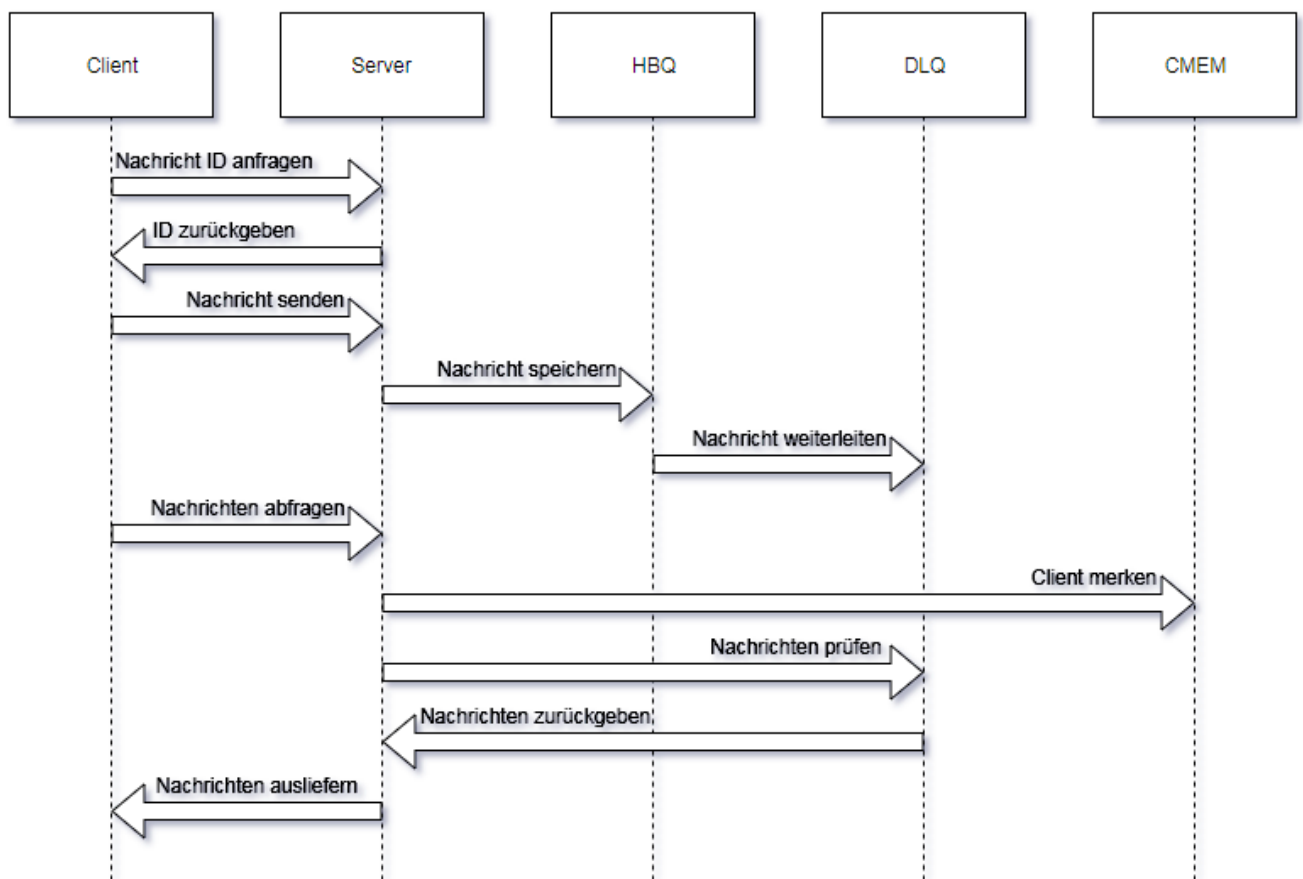 Client
Server
HBQ
DLQ
CMEM
Nachricht ID anfragen
ID zurückgeben
Nachricht senden
Nachricht speichern
Nachricht weiterleiten
Nachrichten abfragen
Client merken
Nachrichten prüfen
Nachrichten zurückgeben
Nachrichten ausliefern